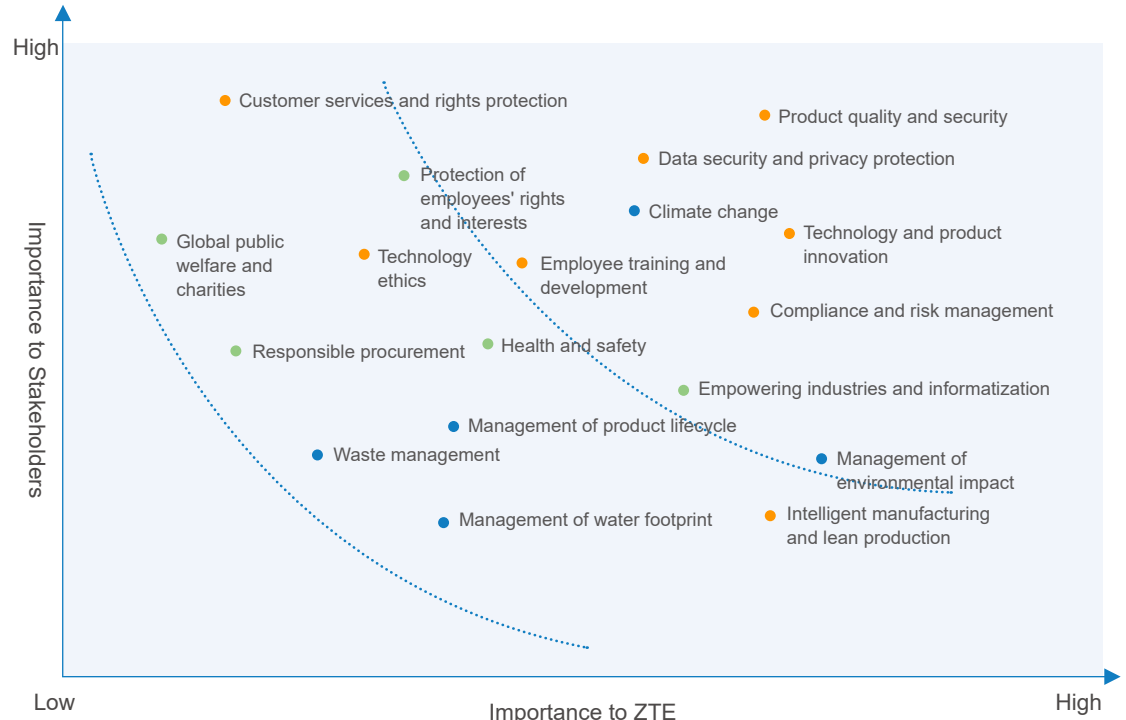 High
Customer services and rights protection
Product quality and security
Data security and privacy protection
Protection of
employees' rights
and interests
Climate change
Technology and product
innovation
Global public
welfare and
charities
Technology
ethics
Employee training and
development
Compliance and risk management
Responsible procurement
Health and safety
Empowering industries and informatization
Management of product lifecycle
Waste management
Management of
environmental impact
Management of water footprint
Intelligent manufacturing
and lean production
Importance to Stakeholders
Low
Importance to ZTE
High